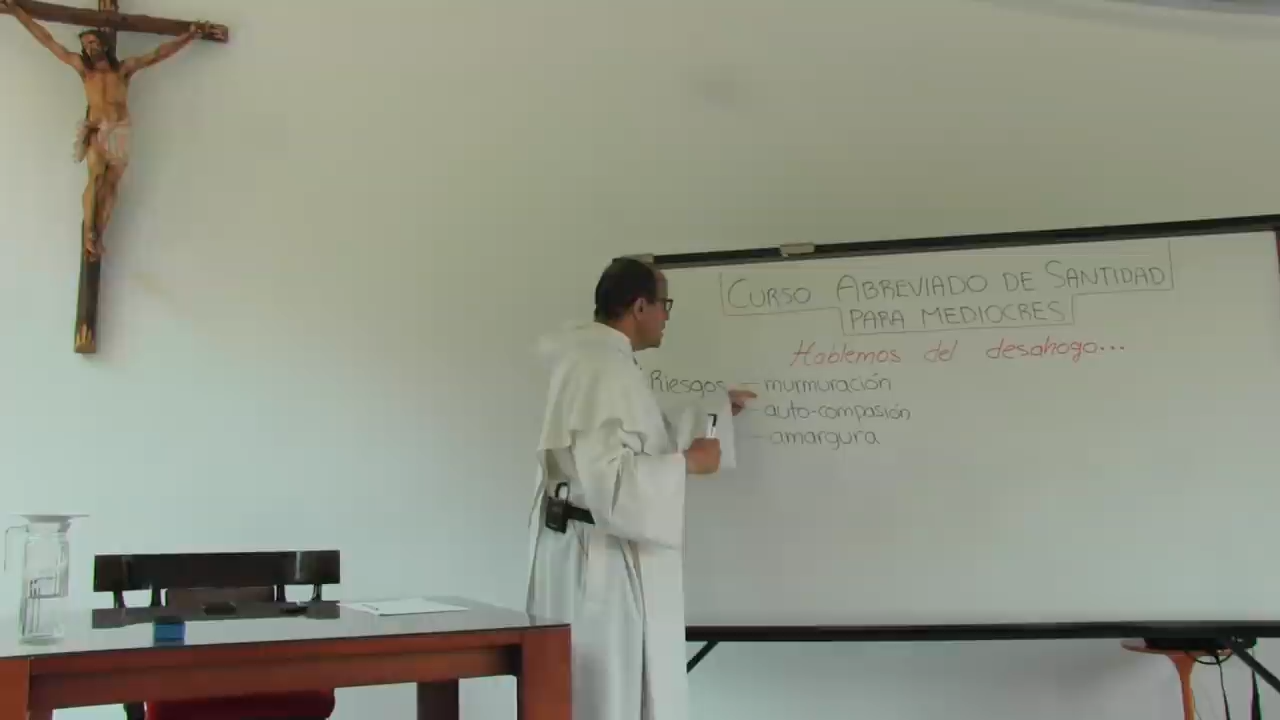 CURSO ABREVIADO DE SANTIDAD
PARA MEDIOCRES
Hablemos del desahogo...
Riesgos — murmuración
- auto-compasión
- amargura